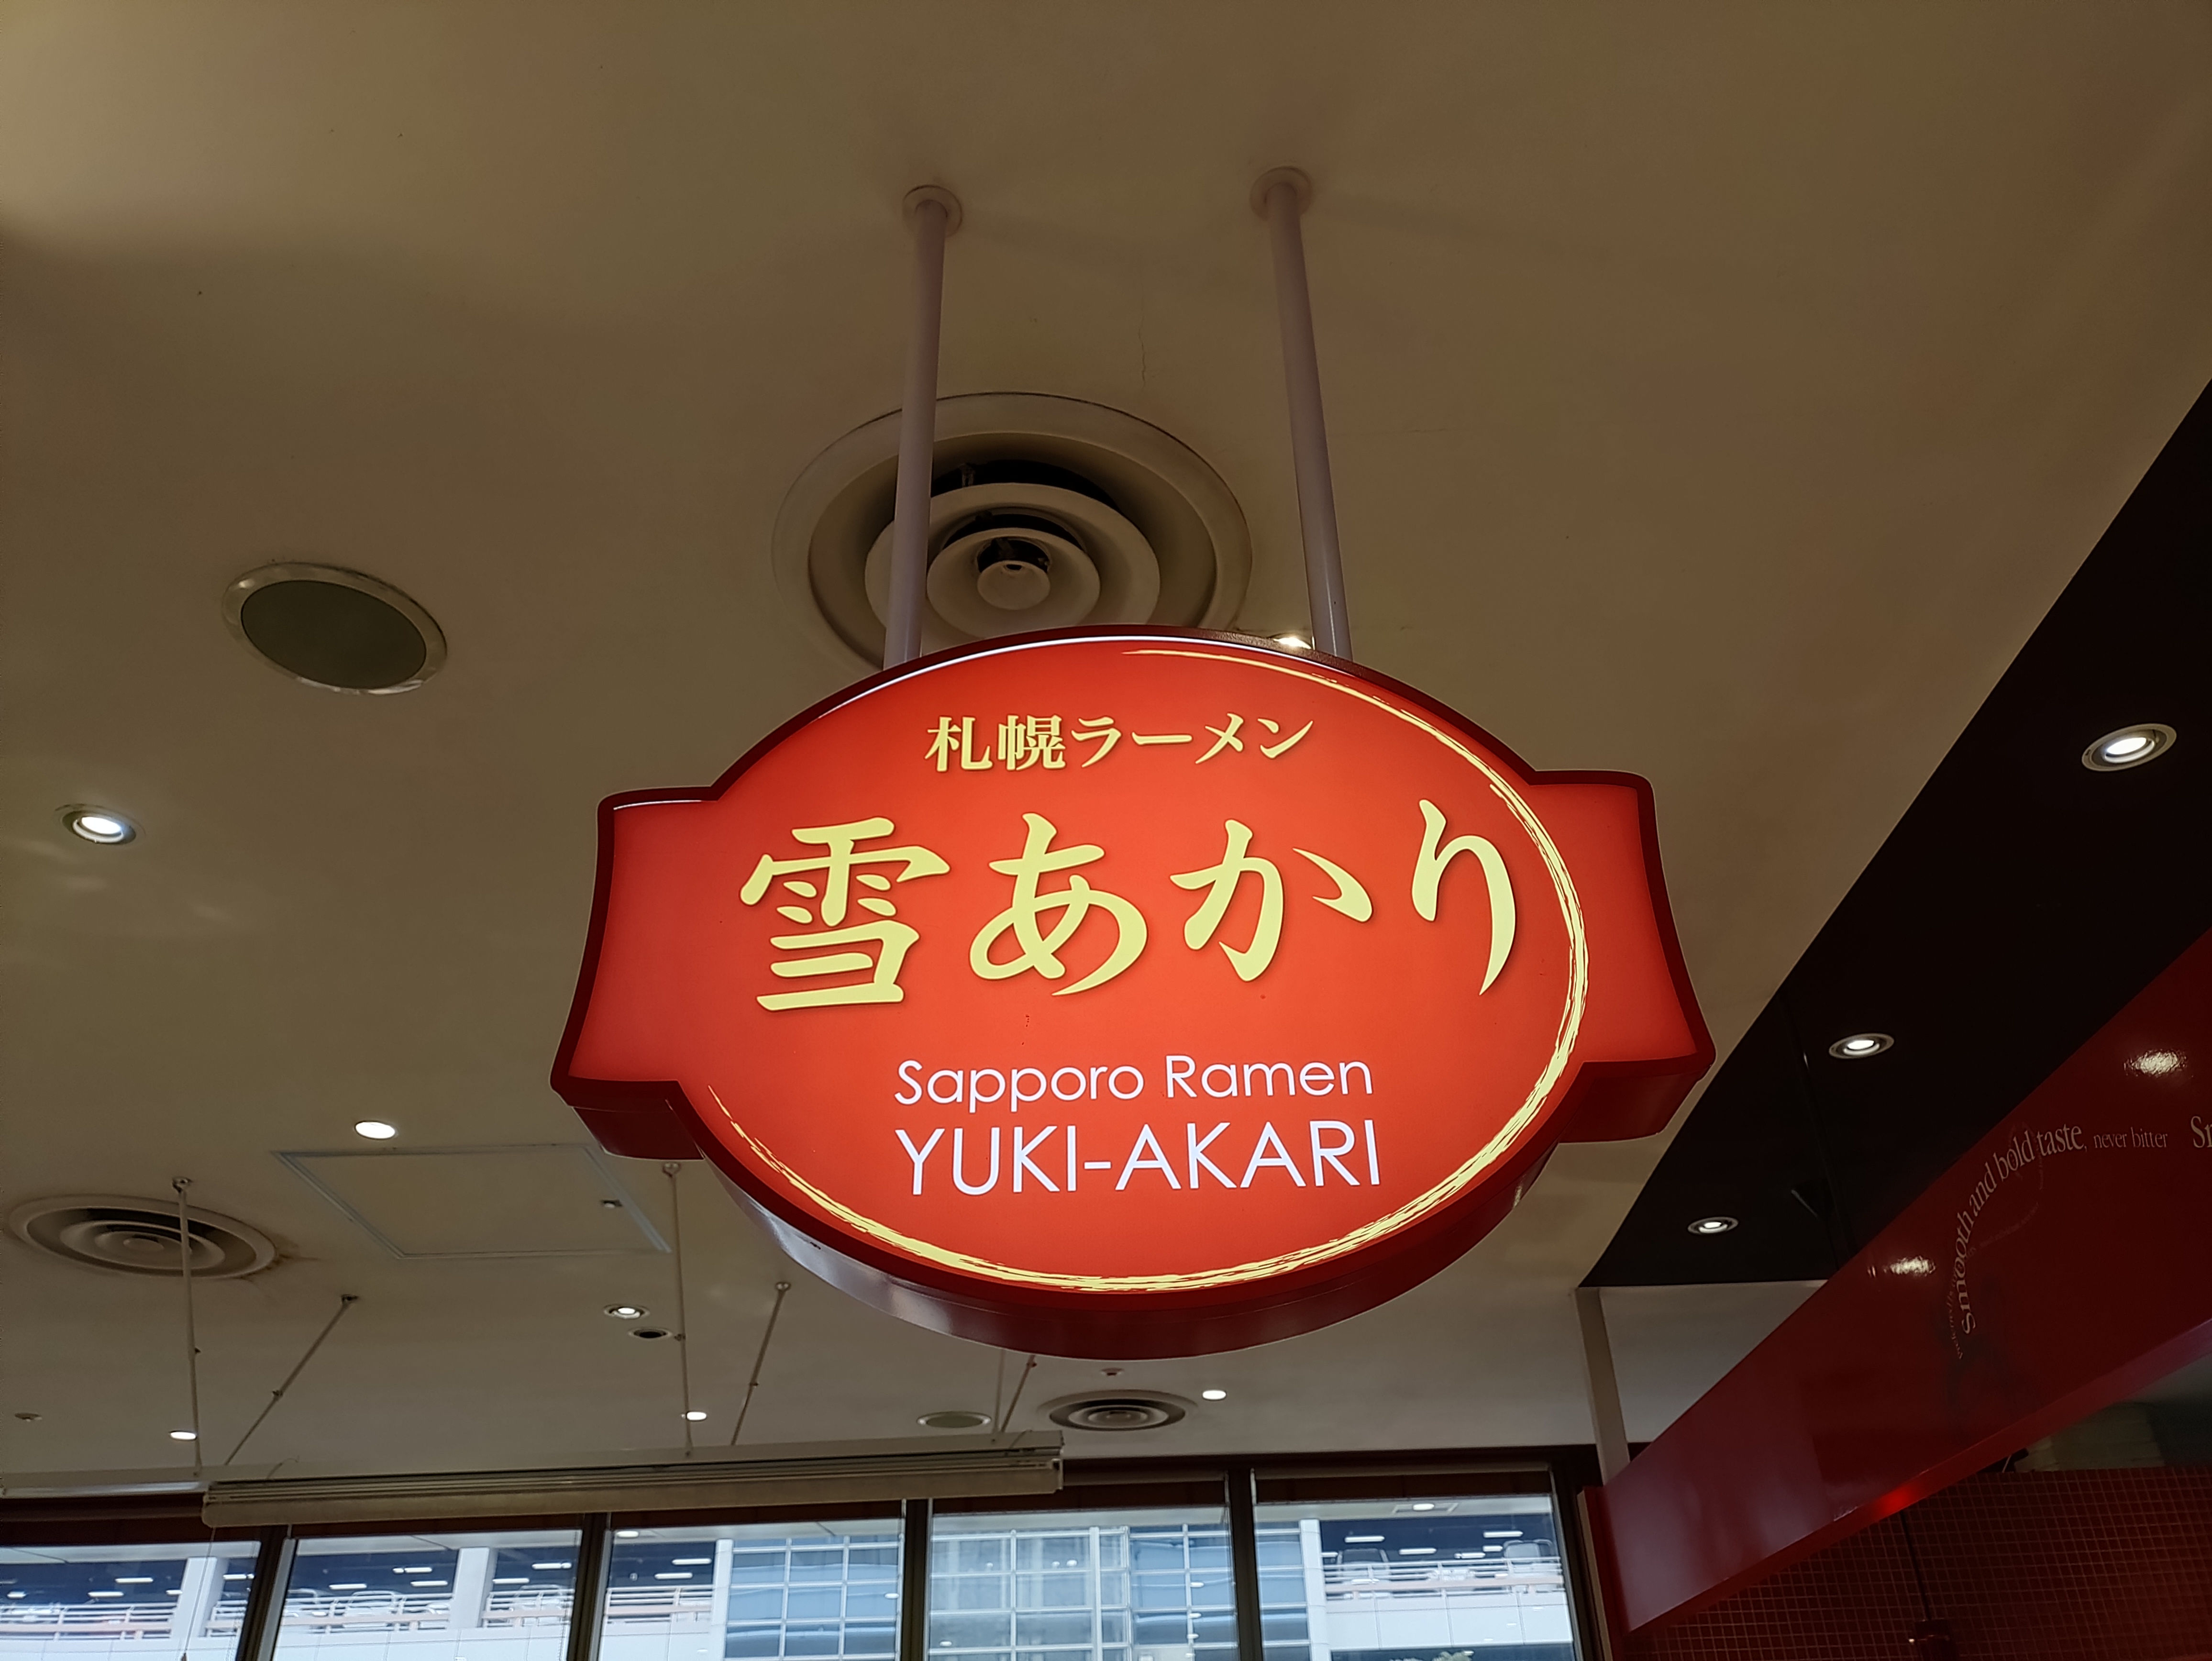 札幌ラーメン
雪あかり
Sapporo Ramen
YUKI-AKARI
Smooth and bold taste, never bitter